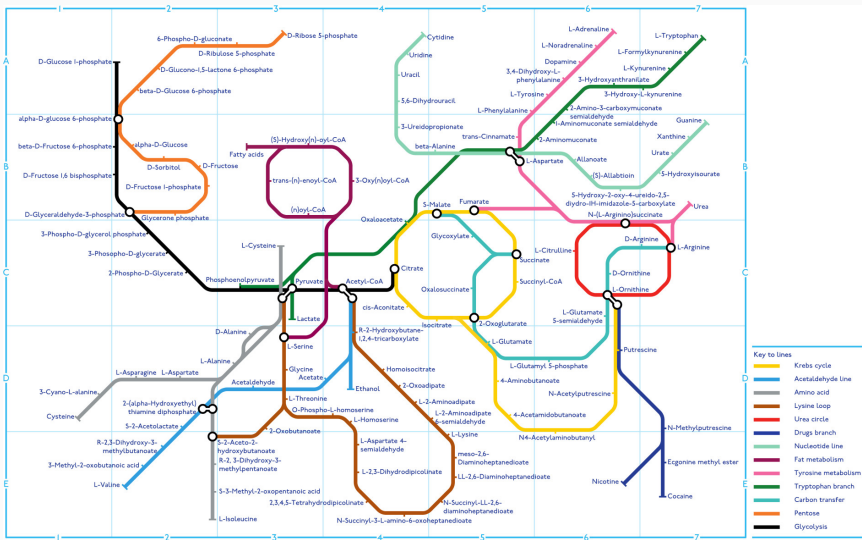 1 2 3 4 5 6 7
A
B
C
D
E
A
B
C
D
E
1 2 3 4 5 6 7
D-Glucose 1-phosphate
alpha-D-glucose 6-phosphate
beta-D-Fructose 6-phosphate
D-Fructose 1,6 bisphosphate
D-Glyceraldehyde-3-phosphate
3-Phospho-D-glycerol phosphate
3-Phosopho-D-glycerate
2-Phospho-D-Glycerate
Phosphoenolpyruvate
6-Phospho-D-gluconate
D-Ribose 5-phosphate
D-Ribulose 5-phosphate
D-Glucono-1,5-lactone 6-phosphate
beta-D-Glucose 6-phosphate
alpha-D-Glucose
D-Sorbitol
D-Fructose
D-Fructose 1-phosphate
Glycerone phosphate
(S)-Hydroxy(n)-oyl-CoA
Fatty acids
trans-(n)-enoyl-CoA
3-Oxy(n)oyl-CoA
(n)oyl-CoA
Cytidine
Uridine
Uracil
5,6-Dihydrouracil
3-Ureidopropionate
beta-Alanine
L-Adrenaline
L-Noradrenaline
Dopamine
3,4-Dihydroxy-L-
phenylalanine
L-Tyrosine
L-Phenylalanine
trans-Cinnamate
L-Tryptophan
L-Formylkynurenine
L-Kynurenine
3-Hydroxyanthranilate
3-Hydroxy-L-kynurenine
2-Amino-3-carboxymuconate
semialdehyde
2-Aminomuconate semialdehyde
2-Aminomuconate
L-Aspartate
Guanine
Xanthine
Urate
5-Hydroxyisourate
Allanoate
(S)-Allabtioin
5-Hydroxy-2-oxy-4-ureido-2,5-
diydro-IH-imidazole-5-carboxylate
N-(L-Arginino)succinate
Urea
L-Citrulline
D-Arginine
L-Arginine
D-Ornithine
L-Ornithine
L-Glutamate
5-semialdehyde
Oxaloacetate
S-Malate
Fumarate
Glyoxylate
Succinate
Citrate
Succinyl-CoA
Oxalosuccinate
cis-Aconitate
Isocitrate
2-Oxoglutarate
L-Cysteine
Pyruvate
Acetyl-CoA
Lactate
D-Alanine
L-Serine
R-2-Hydroxybutane-
1,2,4-tricarboxylate
L-Glutamate
L-Glutamyl 5-phosphate
Putrescine
L-Alanine
L-Asparagine
L-Aspartate
Glycine
Acetate
Homoisocitrate
3-Cyano-L-alanine
Acetaldehyde
Ethanol
2-Oxoadipate
4-Aminobutanoate
N-Acetylputrescine
2-(alpha-Hydroxyethyl)
thiamine diphosphate
L-Threonine
L-2-Aminoadipate
Cysteine
O-Phospho-L-homoserine
L-Homoserine
L-2-Aminoadipate
6-semialdehyde
4-Acetamidobutanoate
S-2-Acetolactate
2-Oxobutanoate
L-Lysine
N4-Acetylaminobutanyl
N-Methylputrescine
R-2,3-Dihydroxy-3-
methylbutanoate
S-2-Aceto-2-
hydroxybutanoate
L-Aspartate 4-
semialdehyde
meso-2,6-
Diaminoheptanedioate
3-Methyl-2-oxobutanoic acid
R-2, 3-Dihydroxy-3-
methylpentanoate
L-2,3-Dihydrodipicolinate
LL-2,6-Diaminoheptanedioate
Ecgonine methyl ester
L-Valine
S-3-Methyl-2-oxopentanoic acid
2,3,4,5-Tetrahydrodipicolinate
N-Succinyl-LL-2,6-
diaminoheptanedioate
Nicotine
Cocaine
L-Isoleucine
N-Succinyl-3-L-amino-6-oxoheptanedioate
Key to lines
Krebs cycle
Acetaldehyde line
Amino acid
Lysine loop
Urea circle
Drugs branch
Nucleotide line
Fat metabolism
Tyrosine metabolism
Tryptophan branch
Carbon transfer
Pentose
Glycolysis